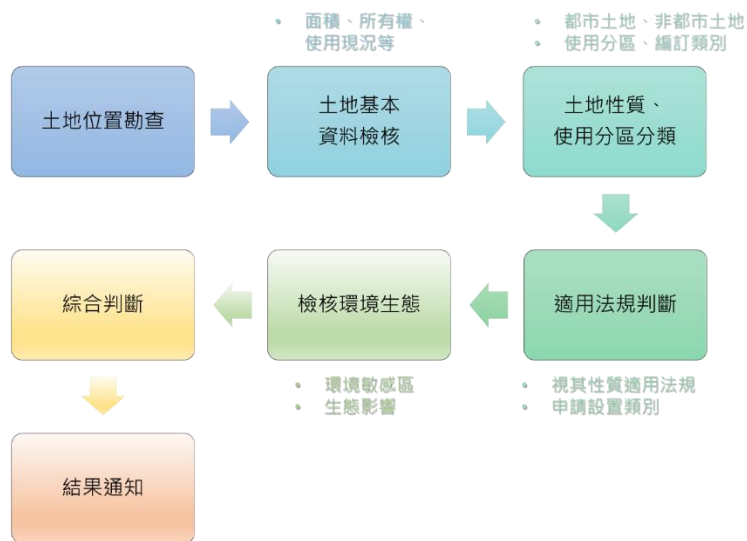 土地位置勘查
• 面積、所有權、
使用現況等
土地基本
資料檢核
• 都市土地、非都市土地
• 使用分區、編訂類別
土地性質、
使用分區分類
適用法規判斷
• 視其性質適用法規
• 申請設置類別
檢核環境生態
• 環境敏感區
• 生態影響
綜合判斷
結果通知